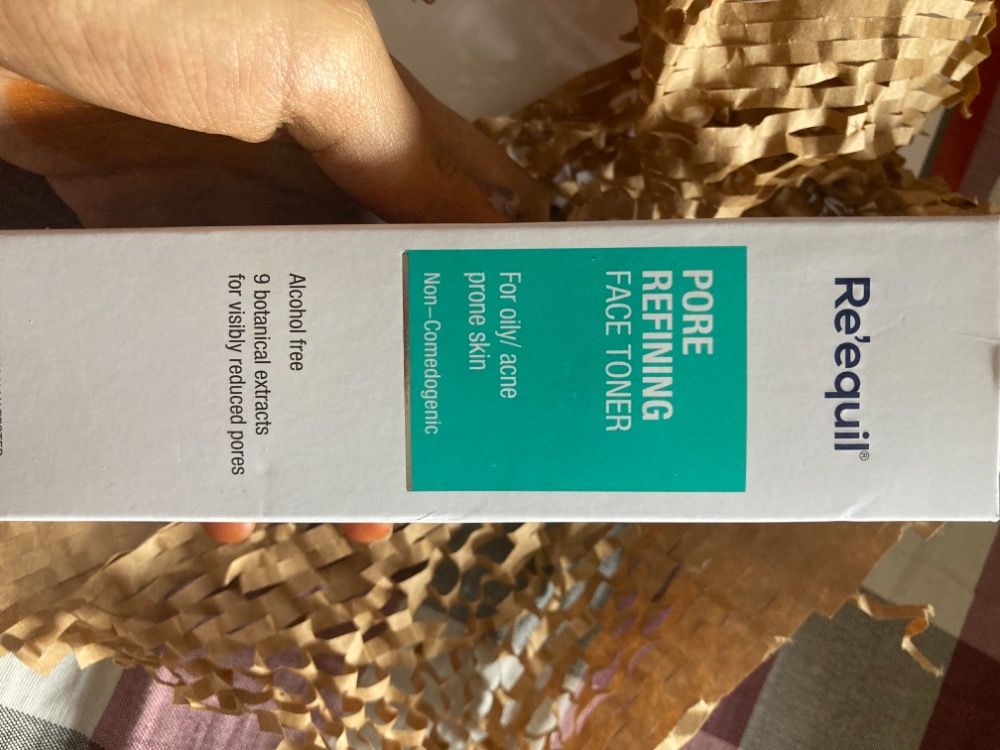 Re'equil®
PORE
REFINING
FACE TONER
For oily/ acne
prone skin
Non-Comedogenic
Alcohol free
9 botanical extracts
for visibly reduced pores